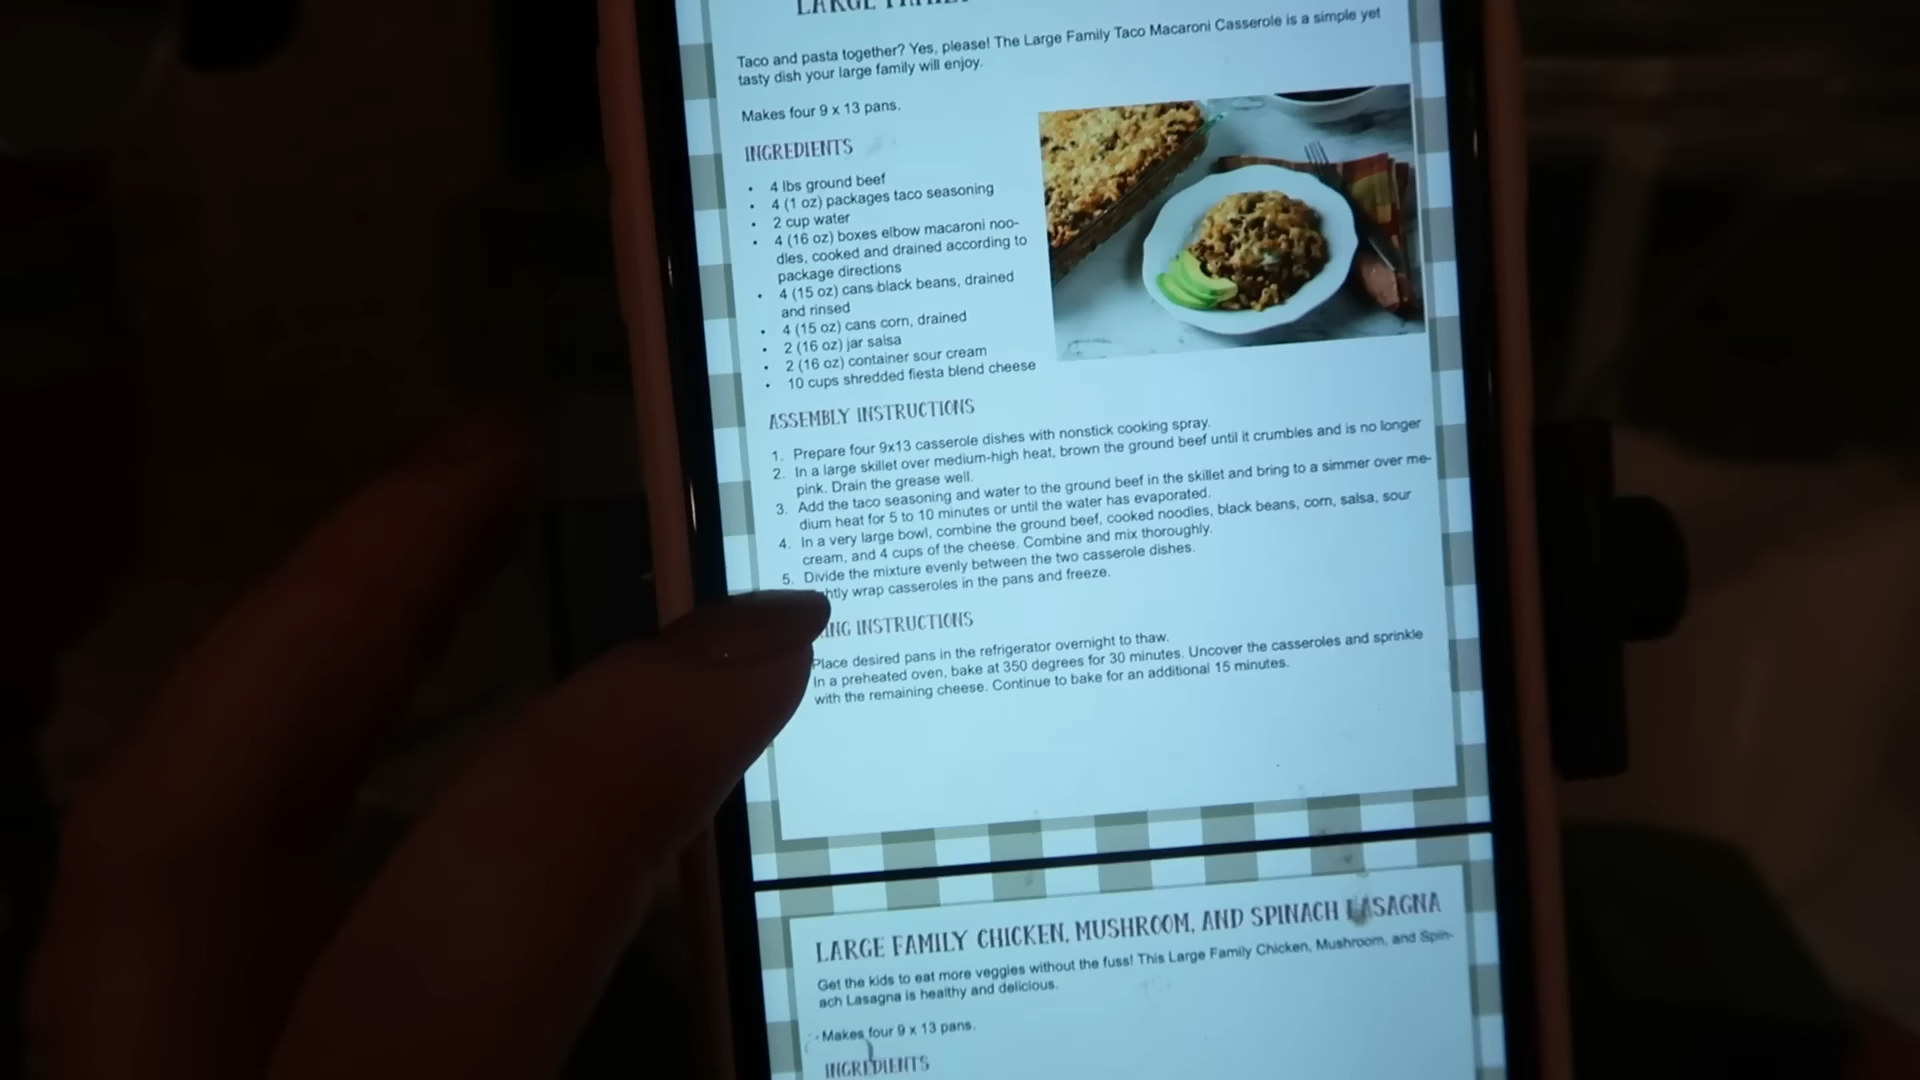 LARGE
Taco and pasta together? Yes, please! The Large Family Taco Macaroni Casserole is a simple yet
tasty dish your large family will enjoy.
Makes four 9 x 13 pans.
INGREDIENTS
• 4 lbs ground beef
• 4 (1 oz) packages taco seasoning
• 2 cup water
• 4 (16 oz) boxes elbow macaroni noo-
dles, cooked and drained according to
package directions
• 4 (15 oz) cans black beans, drained
and rinsed
• 4 (15 oz) cans corn, drained
• 2 (16 oz) jar salsa
• 2 (16 oz) container sour cream
• 10 cups shredded fiesta blend cheese
ASSEMBLY INSTRUCTIONS
1. Prepare four 9x13 casserole dishes with nonstick cooking spray.
2. In a large skillet over medium-high heat, brown the ground beef until it crumbles and is no longer
pink. Drain the grease well.
3. Add the taco seasoning and water to the ground beef in the skillet and bring to a simmer over me-
dium heat for 5 to 10 minutes or until the water has evaporated.
4. In a very large bowl, combine the ground beef, cooked noodles, black beans, corn, salsa, sour
cream, and 4 cups of the cheese. Combine and mix thoroughly.
5. Divide the mixture evenly between the two casserole dishes.
wrap casseroles in the pans and freeze.
INSTRUCTIONS
Place desired pans in the refrigerator overnight to thaw.
In a preheated oven, bake at 350 degrees for 30 minutes. Uncover the casseroles and sprinkle
with the remaining cheese. Continue to bake for an additional 15 minutes.
LARGE FAMILY CHICKEN, MUSHROOM, AND SPINACH LASAGNA
Get the kids to eat more veggies without the fuss! This Large Family Chicken, Mushroom, and Spin-
ach Lasagna is healthy and delicious.
Makes four 9 x 13 pans.
INGREDIENTS